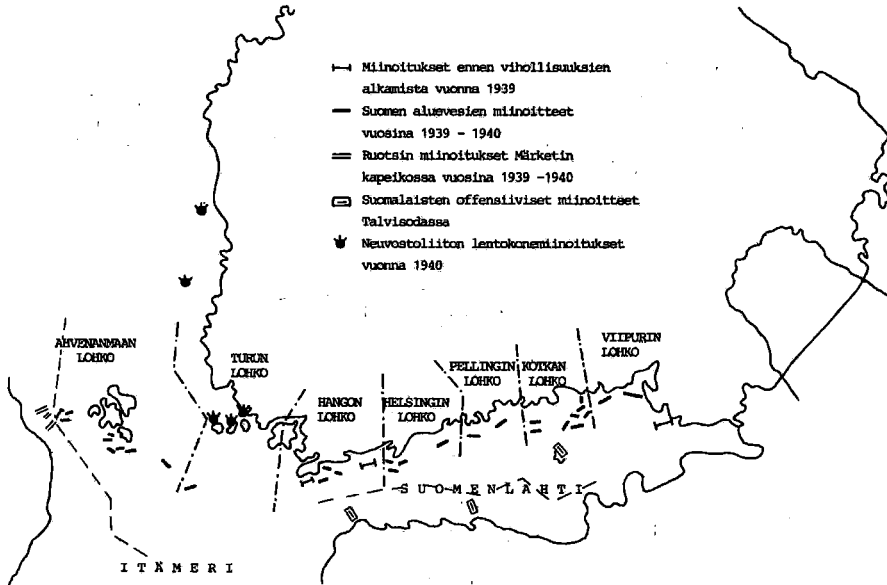 Miinoitukset ennen vihollisuuksien
alkamista vuonna 1939
Suomen aluevesien miinoitteet
vuosina 1939 - 1940
Ruotsin miinoitukset Märketin
kapeikossa vuosina 1939 -1940
Suomalaisten offensiiviset miinoitteet
Talvisodassa
Neuvostoliiton lentokonemiinoitukset
vuonna 1940
AHVENANMAAN
LOHKO
TURUN
LOHKO
HANGON
LOHKO
HELSINGIN
LOHKO
PELLINGIN
LOHKO
KOTKAN
LOHKO
VIIPURIN
LOHKO
SUOMENLAHTI
ITÄMERI